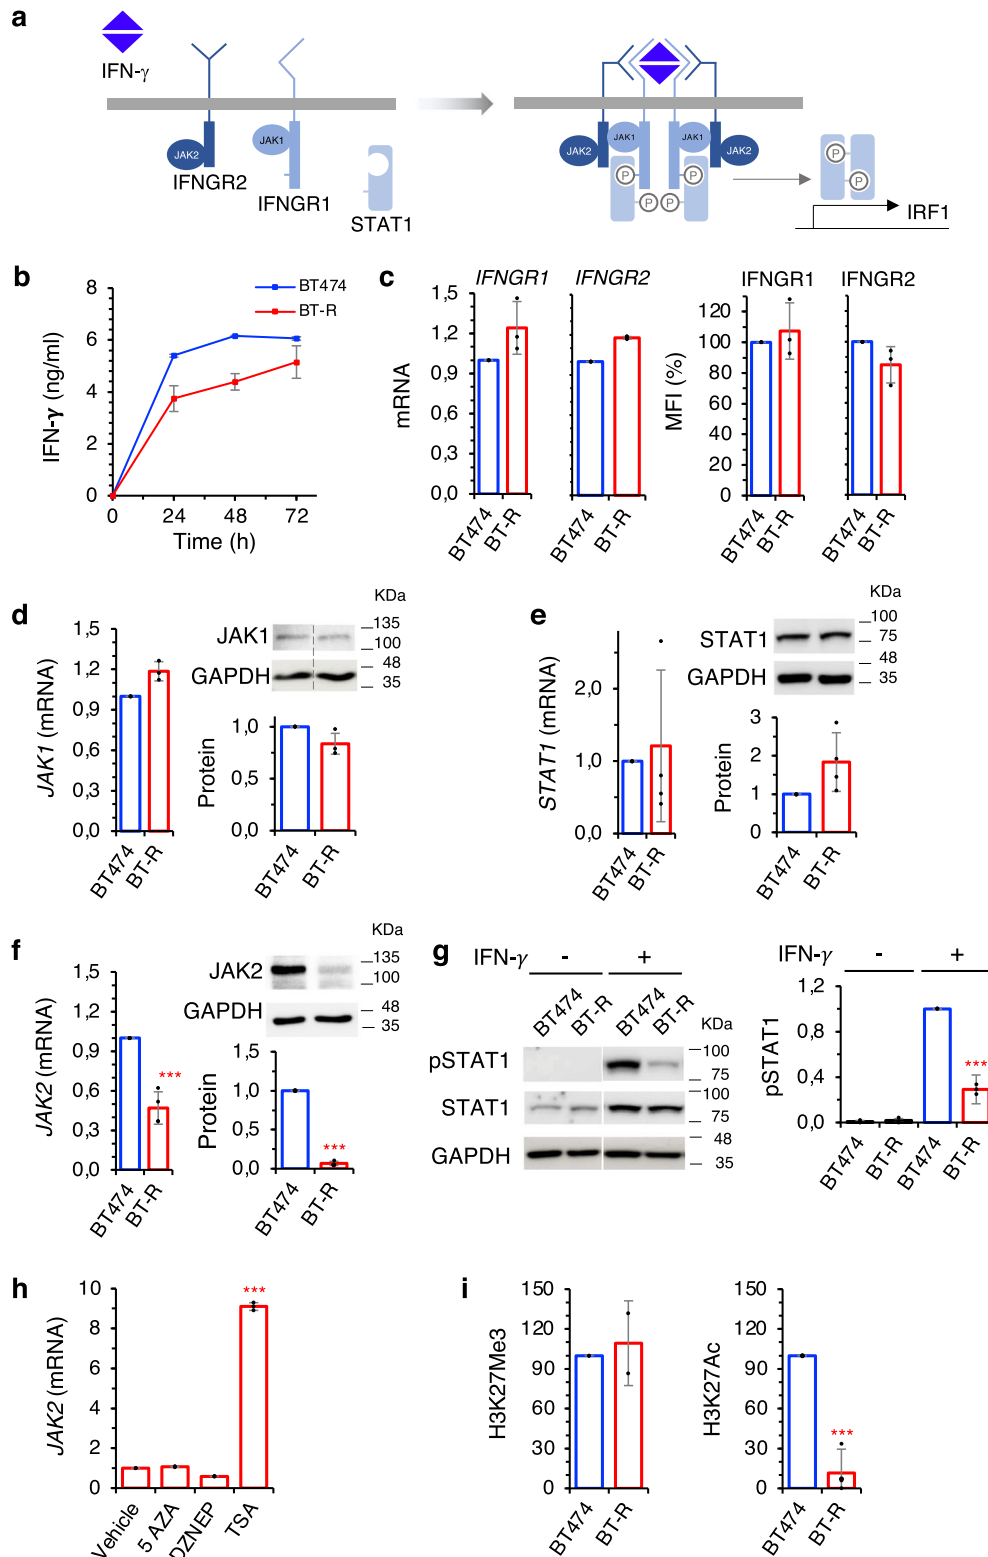 a
IFN-γ
JAK2
JAK1
IFNGR2
IFNGR1
STAT1
JAK2
JAK1
JAK1
JAK2
P
P
P
P
P
P
IRF1
b
IFN-γ (ng/ml)
8
6
4
2
0
0
24
48
72
Time (h)
BT474
BT-R
c
IFNGR1
IFNGR2
mRNA
1,5
1,2
0,9
0,6
0,3
0,0
BT474
BT-R
BT474
BT-R
IFNGR1
IFNGR2
MFI (%)
120
100
80
60
40
20
0
BT474
BT-R
BT474
BT-R
d
JAK1 (mRNA)
1,5
1,2
0,9
0,6
0,3
0,0
BT474
BT-R
KDa
JAK1
135
100
GAPDH
48
35
Protein
1,0
0,5
0,0
BT474
BT-R
e
STAT1 (mRNA)
2,0
1,0
0,0
BT474
BT-R
KDa
STAT1
100
75
GAPDH
48
35
Protein
3
2
1
0
BT474
BT-R
f
JAK2 (mRNA)
1,5
1,2
0,9
0,6
0,3
0,0
***
BT474
BT-R
KDa
JAK2
135
100
GAPDH
48
35
Protein
1,5
1,0
0,5
0,0
***
BT474
BT-R
g
IFN-γ
-
+
BT474
BT-R
BT474
BT-R
KDa
pSTAT1
100
75
STAT1
100
75
GAPDH
48
35
IFN-γ
-
+
pSTAT1
1,2
0,8
0,4
0,0
***
BT474
BT-R
BT474
BT-R
h
JAK2 (mRNA)
10
8
6
4
2
0
***
Vehicle
5 AZA
DZNEP
TSA
i
H3K27Me3
150
120
90
60
30
0
BT474
BT-R
H3K27Ac
150
120
90
60
30
0
***
BT474
BT-R